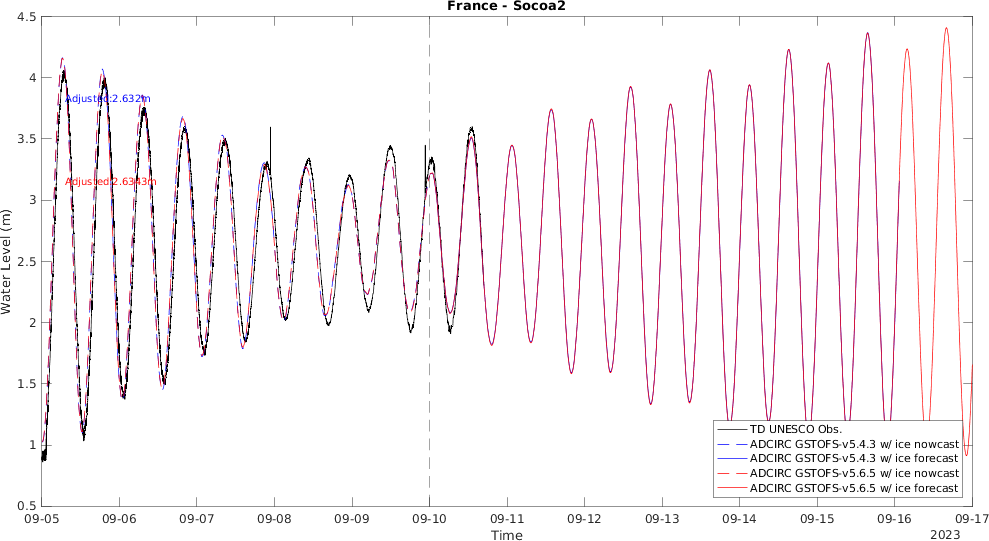 France - Socoa2
4.5
4
3.5
3
2.5
2
1.5
1
0.5
Water Level (m)
Adjusted:2.632m
Adjusted:2.6343m
TD UNESCO Obs.
ADCIRC GSTOFS-v5.4.3 w/ ice nowcast
ADCIRC GSTOFS-v5.4.3 w/ ice forecast
ADCIRC GSTOFS-v5.6.5 w/ ice nowcast
ADCIRC GSTOFS-v5.6.5 w/ ice forecast
09-05 09-06 09-07 09-08 09-09 09-10 09-11 09-12 09-13 09-14 09-15 09-16 09-17
Time
2023